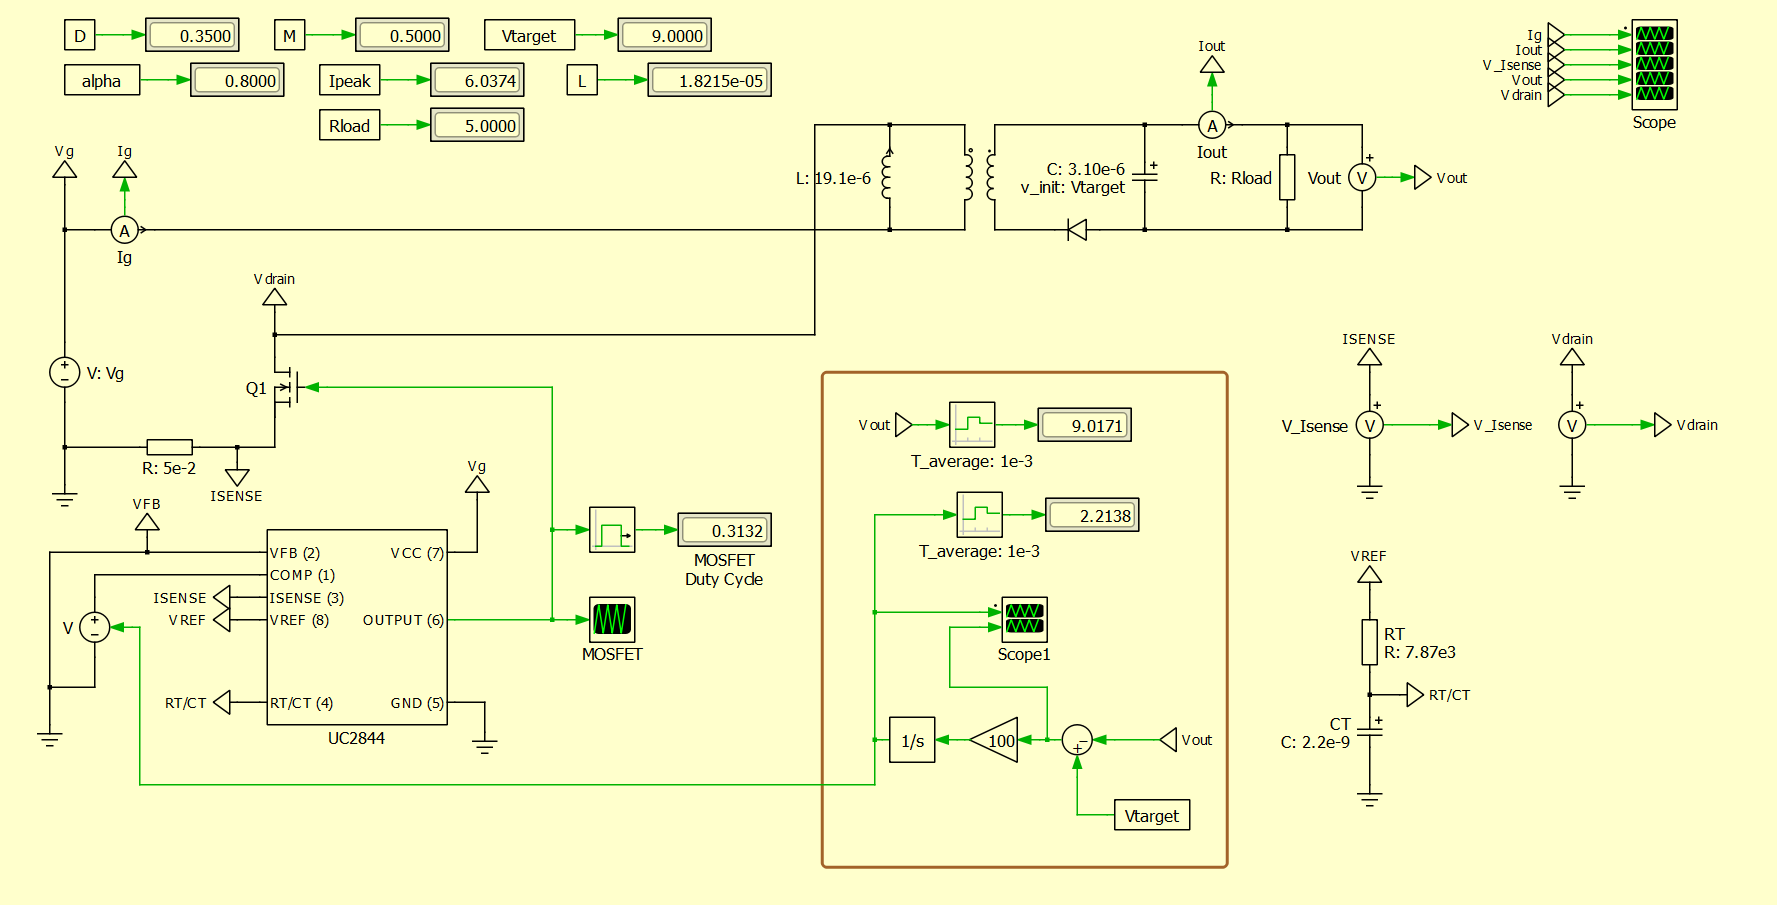 D
0.3500
M
0.5000
Vtarget
9.0000
alpha
0.8000
Ipeak
6.0374
L
1.8215e-05
Rload
5.0000
Ig
Iout
V_Isense
Vout
Vdrain
Scope
Vg
Ig
A
Ig
Iout
A
Iout
L: 19.1e-6
C: 3.10e-6
v_init: Vtarget
R: Rload
Vout
V
Vout
Vdrain
V: Vg
Q1
R: 5e-2
ISENSE
VFB
Vg
VFB (2)
COMP (1)
ISENSE (3)
VREF (8)
RT/CT (4)
VCC (7)
OUTPUT (6)
GND (5)
ISENSE
VREF
RT/CT
V
UC2844
0.3132
MOSFET
Duty Cycle
MOSFET
Vout
9.0171
T_average: 1e-3
2.2138
T_average: 1e-3
Scope1
1/s
100
Vout
Vtarget
ISENSE
V_Isense
V
V_Isense
Vdrain
V
Vdrain
VREF
RT
R: 7.87e3
RT/CT
CT
C: 2.2e-9